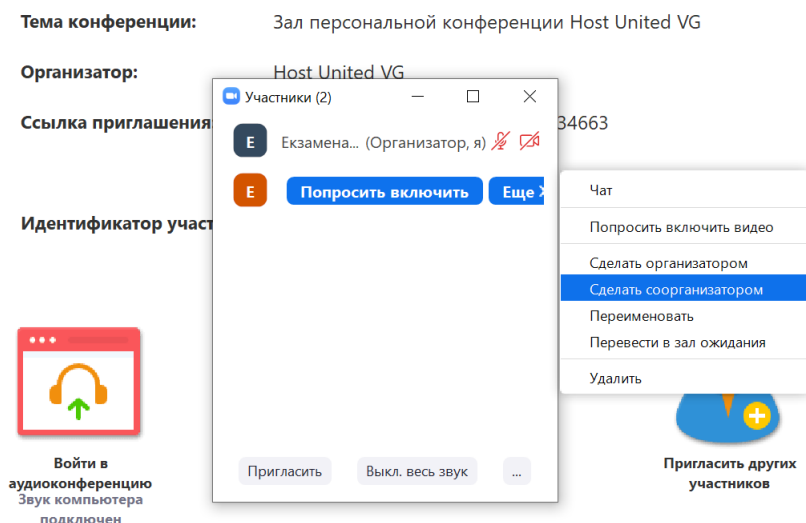 Тема конференции: Зал персональной конференции Host United VG
Организатор: Host United VG
Ссылка приглашения: 34663
Идентификатор участ
Участники (2)
E
Екзамена... (Организатор, я)
E
Попросить включить
Еще
Чат
Попросить включить видео
Сделать организатором
Сделать соорганизатором
Переименовать
Перевести в зал ожидания
Удалить
Пригласить
Выкл. весь звук
...
Войти в
аудиоконференцию
Звук компьютера
подключен
Пригласить других
участников